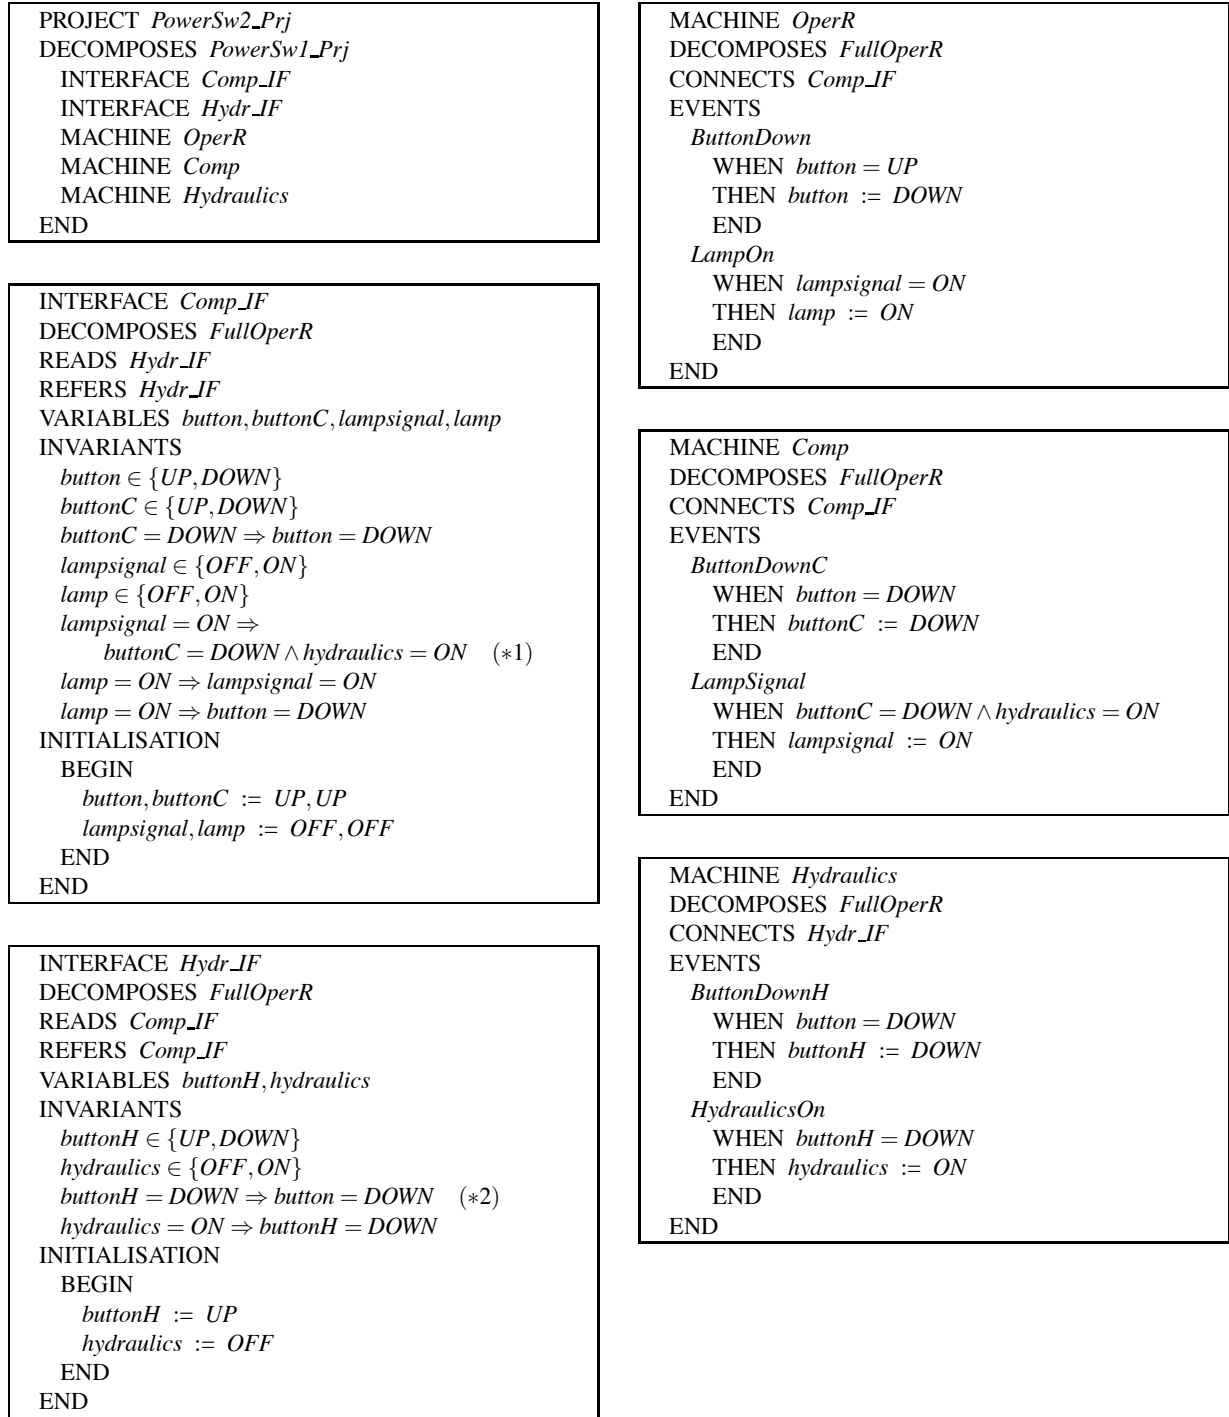 PROJECT PowerSw2_Prj
DECOMPOSES PowerSw1_Prj
INTERFACE Comp_IF
INTERFACE Hydr_IF
MACHINE OperR
MACHINE Comp
MACHINE Hydraulics
END
INTERFACE Comp_IF
DECOMPOSES FullOperR
READS Hydr_IF
REFERS Hydr_IF
VARIABLES button, buttonC, lampsignal, lamp
INVARIANTS
button ∈ {UP, DOWN}
buttonC ∈ {UP, DOWN}
buttonC = DOWN ⇒ button = DOWN
lampsignal ∈ {OFF, ON}
lamp ∈ {OFF, ON}
lampsignal = ON ⇒
buttonC = DOWN ∧ hydraulics = ON (∗1)
lamp = ON ⇒ lampsignal = ON
lamp = ON ⇒ button = DOWN
INITIALISATION
BEGIN
button, buttonC := UP, UP
lampsignal, lamp := OFF, OFF
END
END
INTERFACE Hydr_IF
DECOMPOSES FullOperR
READS Comp_IF
REFERS Comp_IF
VARIABLES buttonH, hydraulics
INVARIANTS
buttonH ∈ {UP, DOWN}
hydraulics ∈ {OFF, ON}
buttonH = DOWN ⇒ button = DOWN (∗2)
hydraulics = ON ⇒ buttonH = DOWN
INITIALISATION
BEGIN
buttonH := UP
hydraulics := OFF
END
END
MACHINE OperR
DECOMPOSES FullOperR
CONNECTS Comp_IF
EVENTS
ButtonDown
WHEN button = UP
THEN button := DOWN
END
LampOn
WHEN lampsignal = ON
THEN lamp := ON
END
END
MACHINE Comp
DECOMPOSES FullOperR
CONNECTS Comp_IF
EVENTS
ButtonDownC
WHEN button = DOWN
THEN buttonC := DOWN
END
LampSignal
WHEN buttonC = DOWN ∧ hydraulics = ON
THEN lampsignal := ON
END
END
MACHINE Hydraulics
DECOMPOSES FullOperR
CONNECTS Hydr_IF
EVENTS
ButtonDownH
WHEN button = DOWN
THEN buttonH := DOWN
END
HydraulicsOn
WHEN buttonH = DOWN
THEN hydraulics := ON
END
END